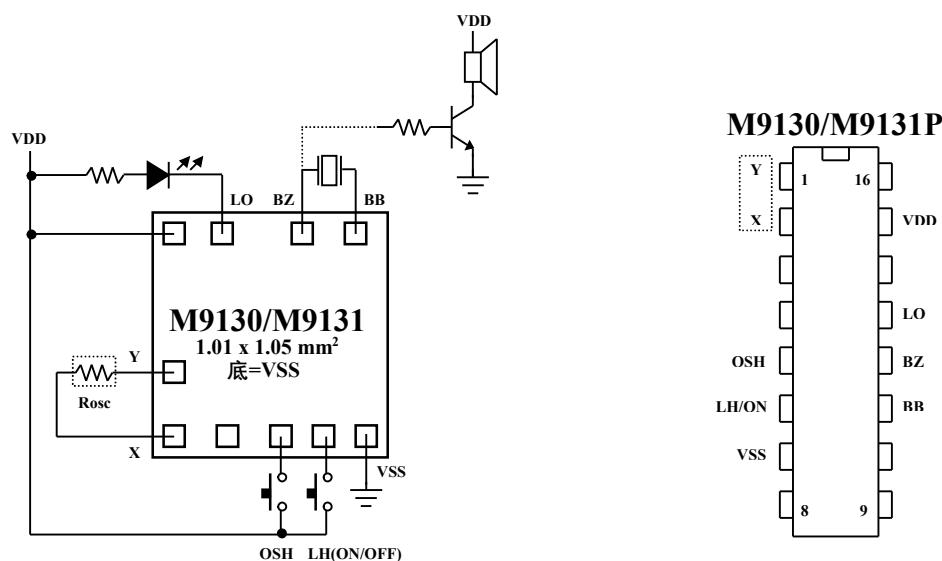 VDD
VDD
LO
BZ
BB
M9130/M9131
1.01 x 1.05 mm²
底=VSS
Y
Rosc
X
VSS
OSH
LH(ON/OFF)
M9130/M9131P
Y
1
16
X
VDD
LO
OSH
BZ
LH/ON
BB
VSS
8
9